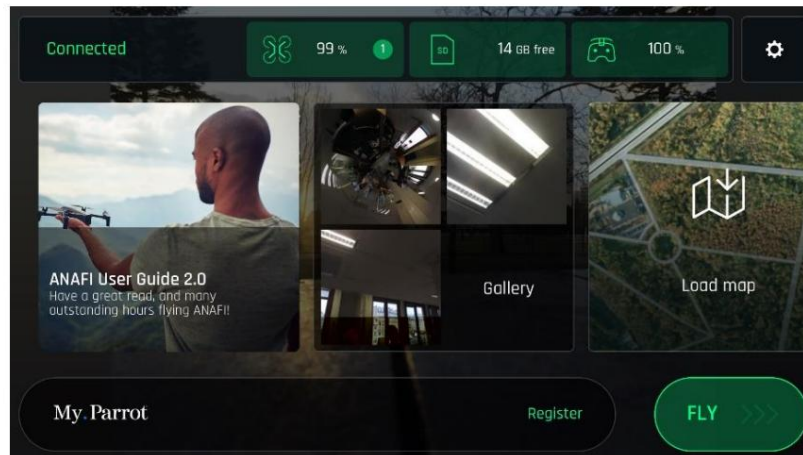 Connected
99 %
1
SD
14 GB free
100 %
ANAFI User Guide 2.0
Have a great read, and many
outstanding hours flying ANAFI!
Gallery
Load map
My.Parrot
Register
FLY >>>